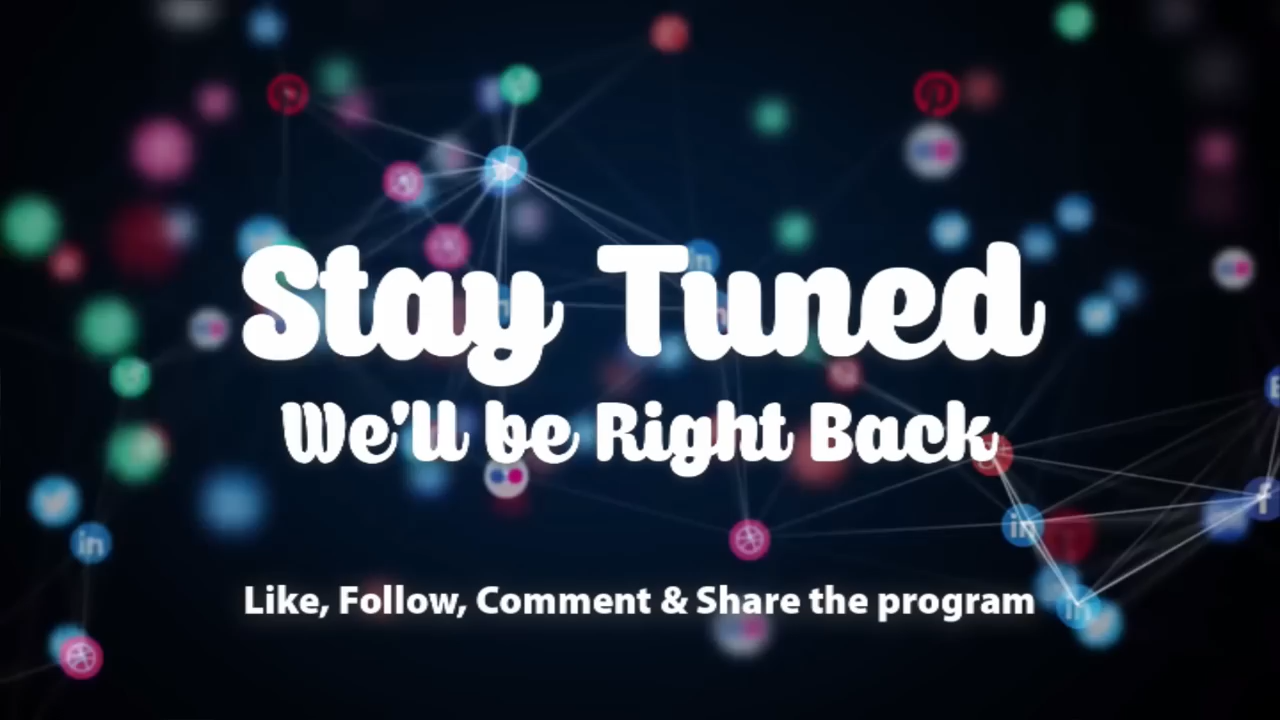 Stay Tuned
We'll be Right Back
Like, Follow, Comment & Share the program